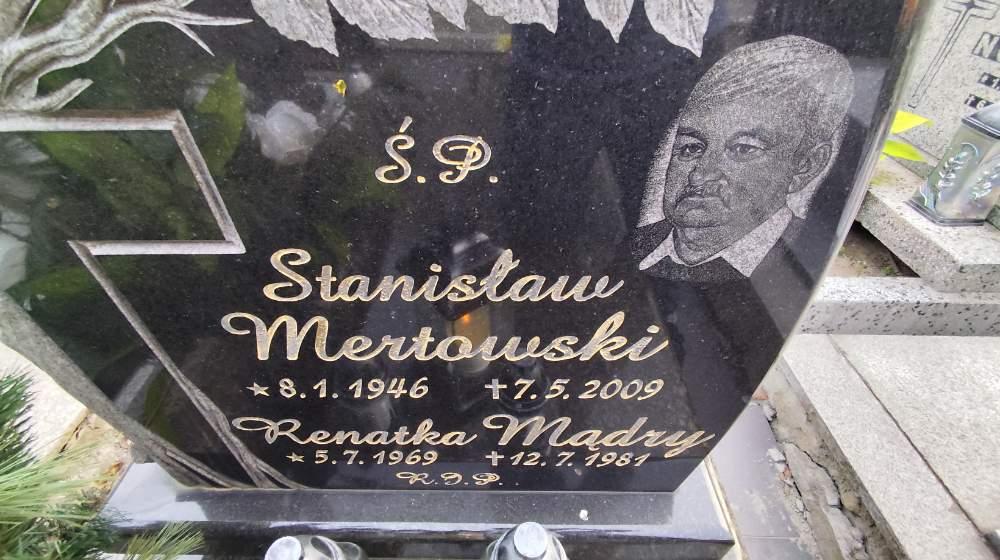 Ś.P.
Stanisław
Mertowski
★ 8.1.1946 ✝ 7.5.2009
Renatka Mądry
★ 5.7.1969 ✝ 12.7.1981
R.D.P.